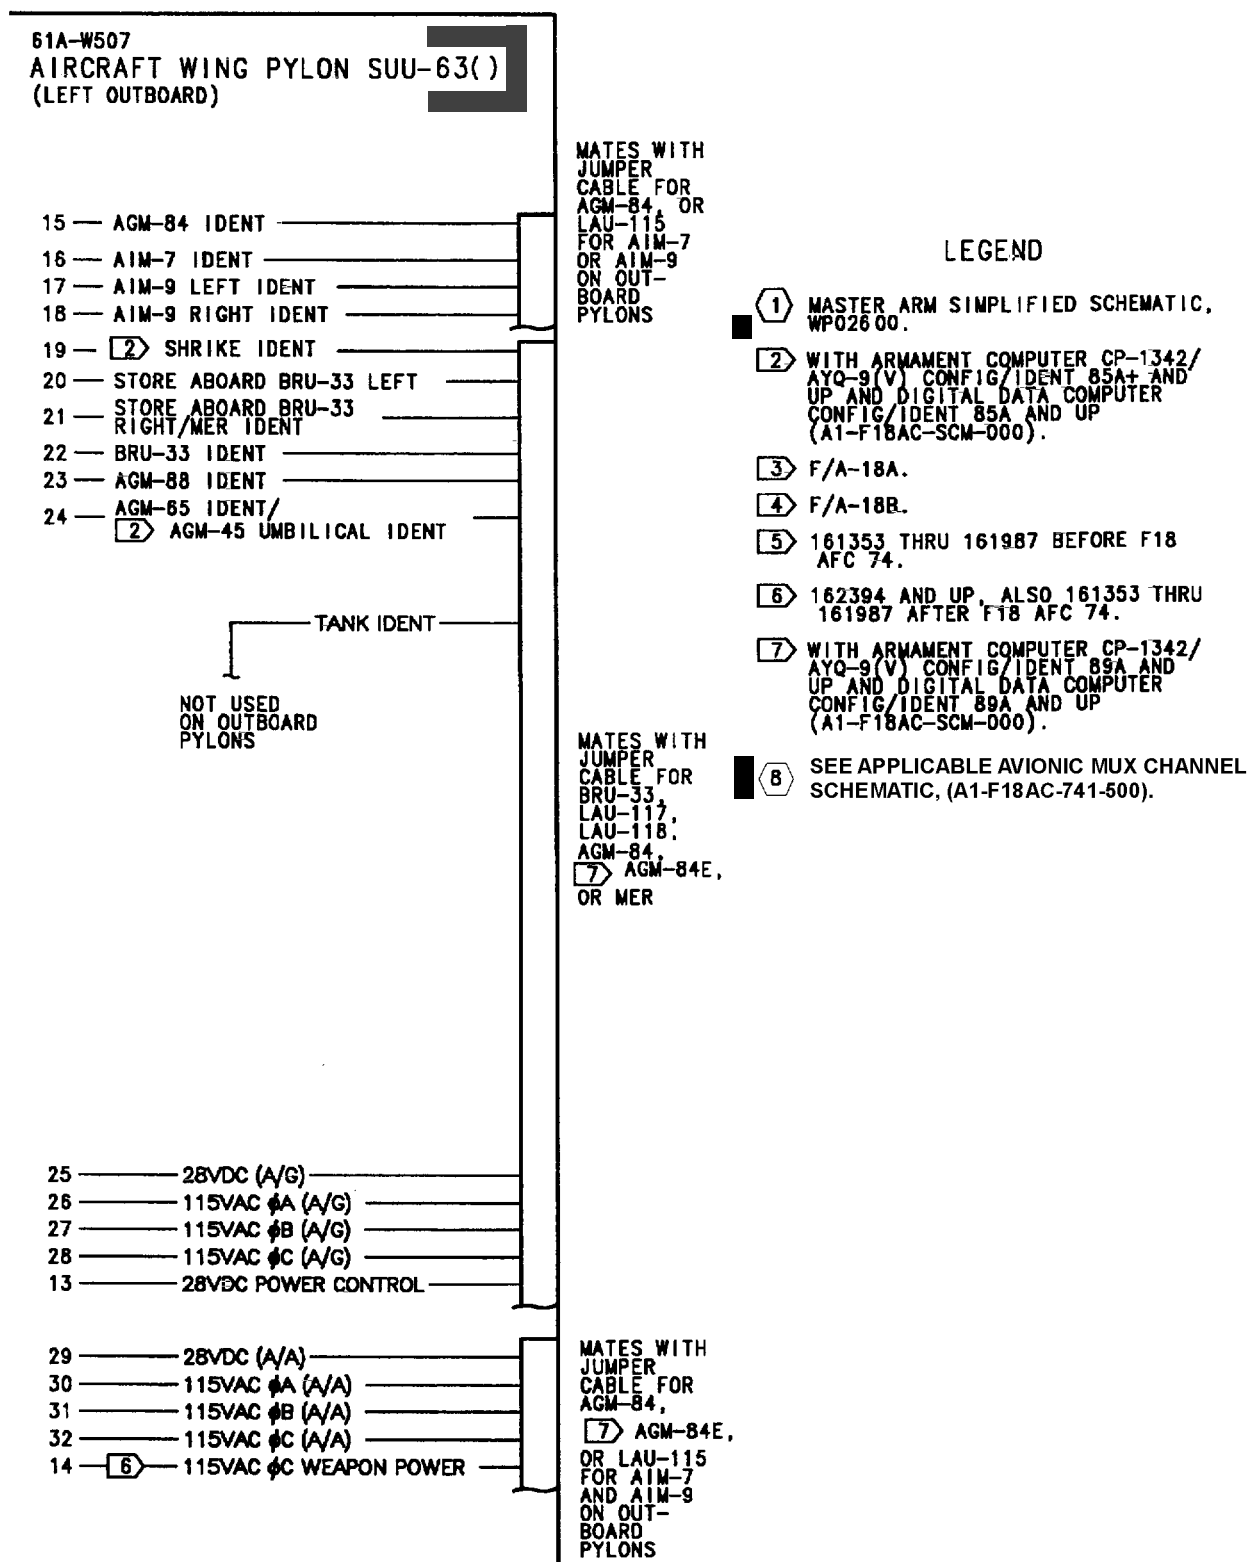 61A-W507
AIRCRAFT WING PYLON SUU-63( )
(LEFT OUTBOARD)
MATES WITH
JUMPER
CABLE FOR
AGM-84, OR
LAU-115
FOR AIM-7
OR AIM-9
ON OUT-
BOARD
PYLONS
15 AGM-84 IDENT
16 AIM-7 IDENT
17 AIM-9 LEFT IDENT
18 AIM-9 RIGHT IDENT
19 2 SHRIKE IDENT
20 STORE ABOARD BRU-33 LEFT
21 STORE ABOARD BRU-33
RIGHT/MER IDENT
22 BRU-33 IDENT
23 AGM-88 IDENT
24 AGM-65 IDENT/
2 AGM-45 UMBILICAL IDENT
TANK IDENT
NOT USED
ON OUTBOARD
PYLONS
MATES WITH
JUMPER
CABLE FOR
BRU-33,
LAU-117,
LAU-118,
AGM-84,
7 AGM-84E,
OR MER
25 28VDC (A/G)
26 115VAC ϕA (A/G)
27 115VAC ϕB (A/G)
28 115VAC ϕC (A/G)
13 28VDC POWER CONTROL
29 28VDC (A/A)
30 115VAC ϕA (A/A)
31 115VAC ϕB (A/A)
32 115VAC ϕC (A/A)
14 6 115VAC ϕC WEAPON POWER
MATES WITH
JUMPER
CABLE FOR
AGM-84,
7 AGM-84E,
OR LAU-115
FOR AIM-7
AND AIM-9
ON OUT-
BOARD
PYLONS
LEGEND
1 MASTER ARM SIMPLIFIED SCHEMATIC,
WP02600.
2 WITH ARMAMENT COMPUTER CP-1342/
AYQ-9(V) CONFIG/IDENT 85A+ AND
UP AND DIGITAL DATA COMPUTER
CONFIG/IDENT 85A AND UP
(A1-F18AC-SCM-000).
3 F/A-18A.
4 F/A-18B.
5 161353 THRU 161987 BEFORE F18
AFC 74.
6 162394 AND UP, ALSO 161353 THRU
161987 AFTER F18 AFC 74.
7 WITH ARMAMENT COMPUTER CP-1342/
AYQ-9(V) CONFIG/IDENT 89A AND
UP AND DIGITAL DATA COMPUTER
CONFIG/IDENT 89A AND UP
(A1-F18AC-SCM-000).
8 SEE APPLICABLE AVIONIC MUX CHANNEL
SCHEMATIC, (A1-F18AC-741-500).